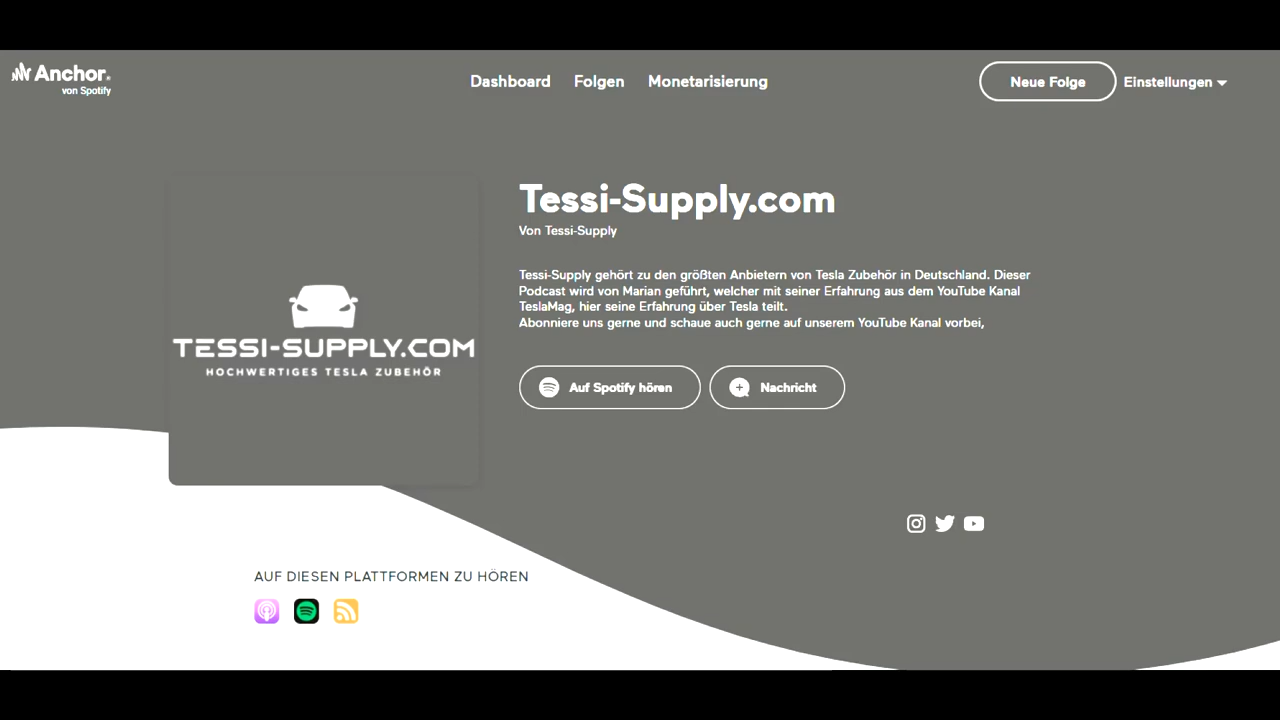 Anchor
von Spotify
Dashboard
Folgen
Monetarisierung
Neue Folge
Einstellungen
TESSI-SUPPLY.COM
HOCHWERTIGES TESLA ZUBEHÖR
Tessi-Supply.com
Von Tessi-Supply
Tessi-Supply gehört zu den größten Anbietern von Tesla Zubehör in Deutschland. Dieser
Podcast wird von Marian geführt, welcher mit seiner Erfahrung aus dem YouTube Kanal
TeslaMag, hier seine Erfahrung über Tesla teilt.
Abonniere uns gerne und schaue auch gerne auf unserem YouTube Kanal vorbei,
Auf Spotify hören
Nachricht
AUF DIESEN PLATTFORMEN ZU HÖREN